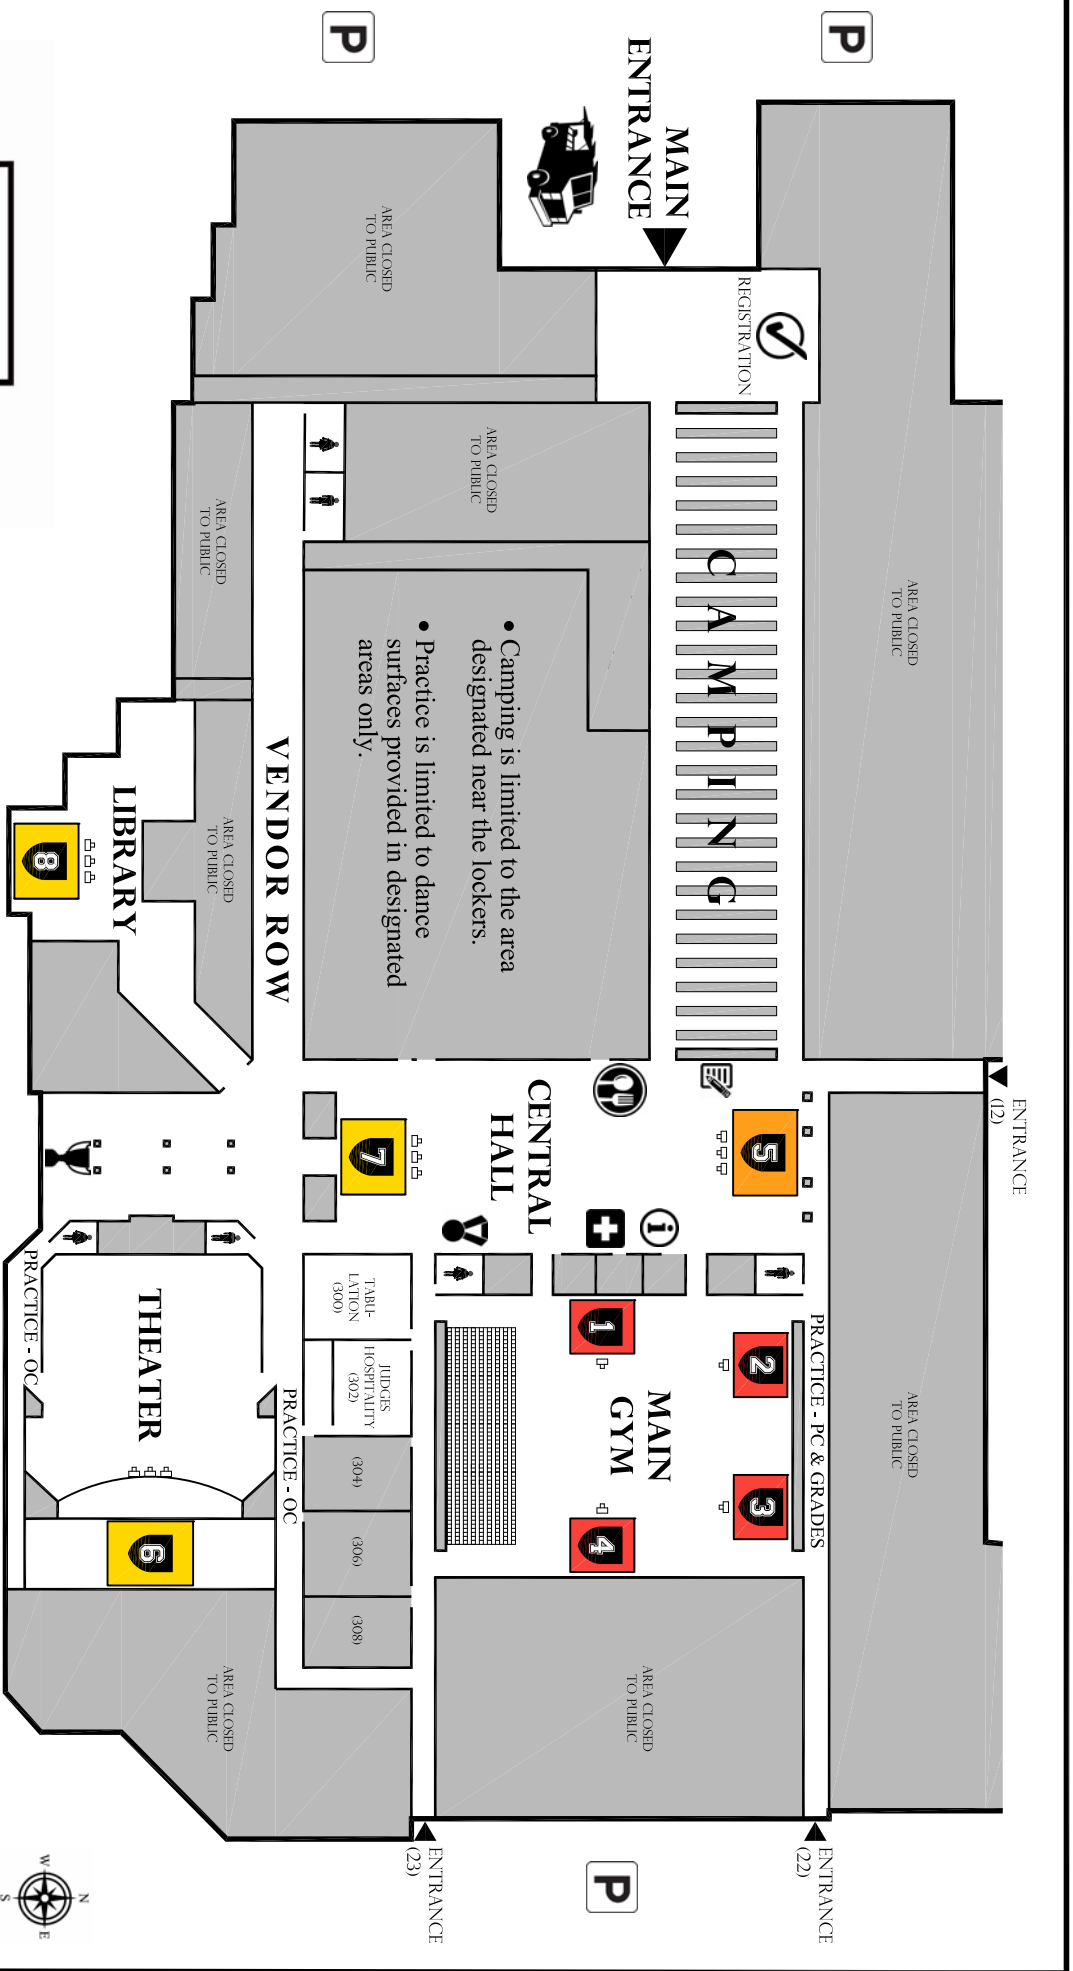 P
P
MAIN
ENTRANCE
REGISTRATION
AREA CLOSED
TO PUBLIC
AREA CLOSED
TO PUBLIC
AREA CLOSED
TO PUBLIC
AREA CLOSED
TO PUBLIC
AREA CLOSED
TO PUBLIC
CAMPING
• Camping is limited to the area
designated near the lockers.
• Practice is limited to dance
surfaces provided in designated
areas only.
VENDOR ROW
LIBRARY
8
ENTRANCE
(12)
5
CENTRAL
HALL
7
i
PRACTICE - PC & GRADES
1
2
3
4
MAIN
GYM
AREA CLOSED
TO PUBLIC
TABU-
LATION
(300)
JUDGES
HOSPITALITY
(302)
(304)
(306)
(308)
PRACTICE - OC
THEATER
PRACTICE - OC
6
AREA CLOSED
TO PUBLIC
AREA CLOSED
TO PUBLIC
ENTRANCE
(22)
ENTRANCE
(23)
P
N
W
E
S